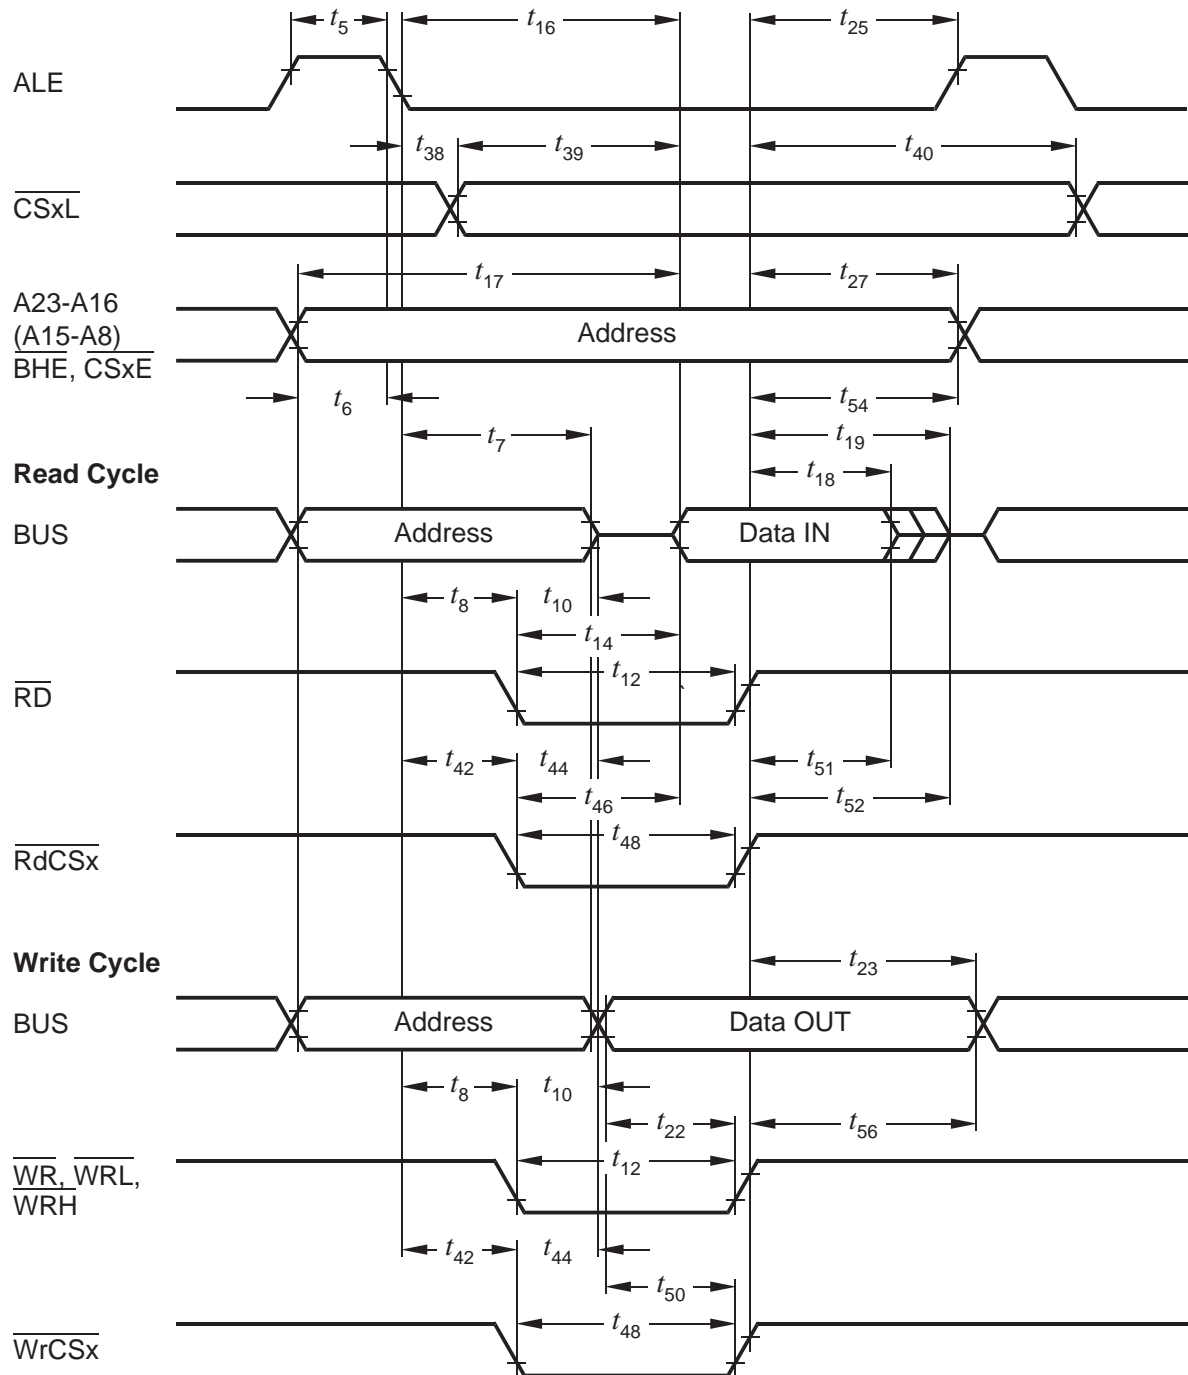 t5 t16 t25
ALE
t38 t39 t40
CSxL
t17 t27
A23-A16
(A15-A8)
BHE, CSxE
Address
t6 t54
t7 t19
Read Cycle
t18
BUS Address Data IN
t8 t10
t14
t12
RD
t42 t44 t51
t46 t52
t48
RdCSx
Write Cycle
t23
BUS Address Data OUT
t8 t10
t22 t56
t12
WR, WRL,
WRH
t42 t44
t50
t48
WrCSx